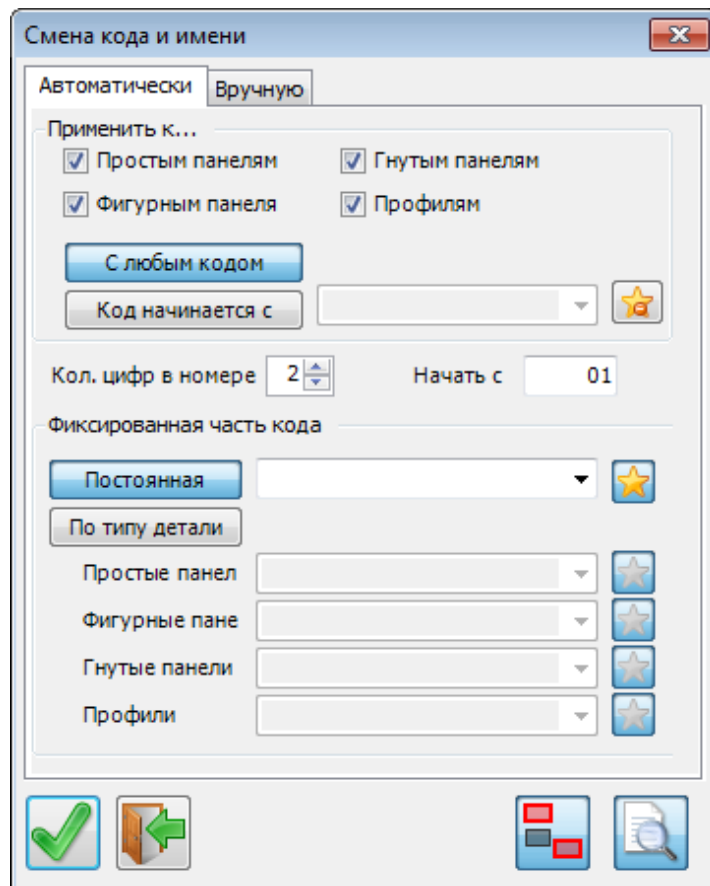 Смена кода и имени
Автоматически Вручную
Применить к...
Простым панелям Гнутым панелям
Фигурным панеля Профилям
С любым кодом
Код начинается с
Кол. цифр в номере 2 Начать с 01
Фиксированная часть кода
Постоянная
По типу детали
Простые панел
Фигурные пане
Гнутые панели
Профили